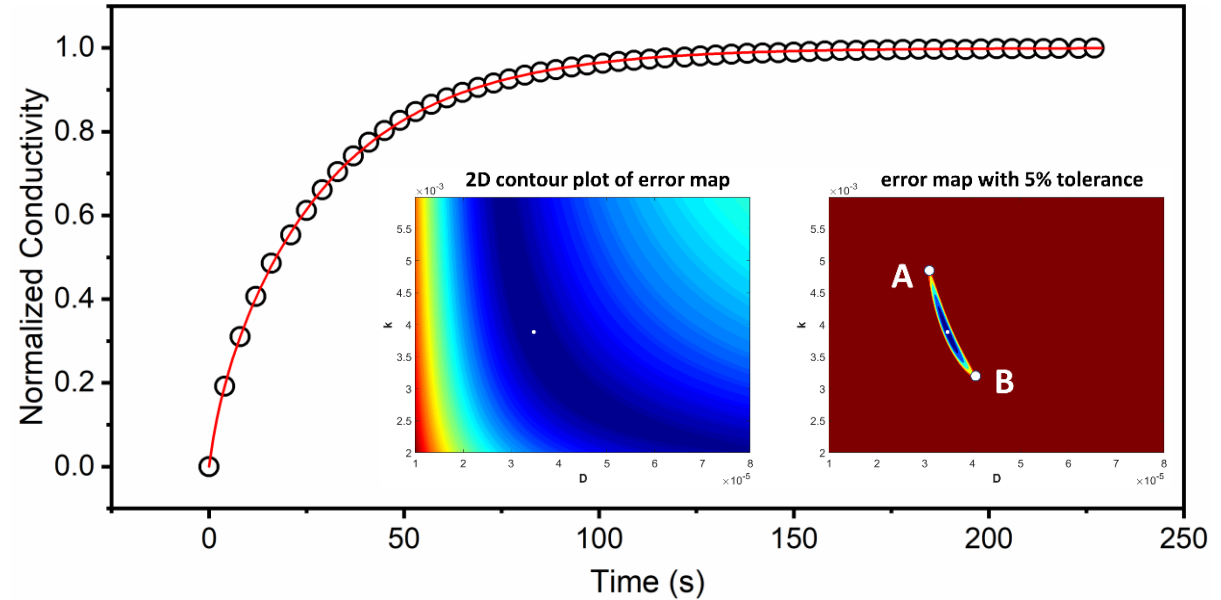 Normalized Conductivity
1.0
0.8
0.6
0.4
0.2
0.0
2D contour plot of error map
×10⁻³
5.5
5
4.5
4
3.5
3
2.5
2
k
1 2 3 4 5 6 7 8
D
×10⁻⁵
error map with 5% tolerance
×10⁻³
5.5
5
4.5
4
3.5
3
2.5
2
k
A
B
1 2 3 4 5 6 7 8
D
×10⁻⁵
0 50 100 150 200 250
Time (s)